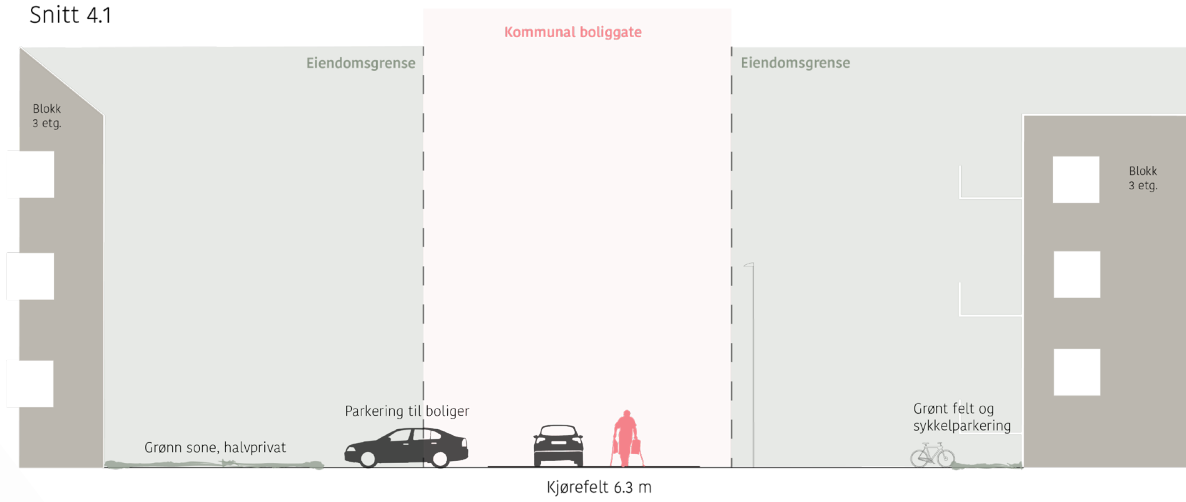 Snitt 4.1
Kommunal boliggate
Eiendomsgrense
Eiendomsgrense
Blokk
3 etg.
Blokk
3 etg.
Parkering til boliger
Grønt felt og
sykkelparkering
Grønn sone, halvprivat
Kjørefelt 6.3 m